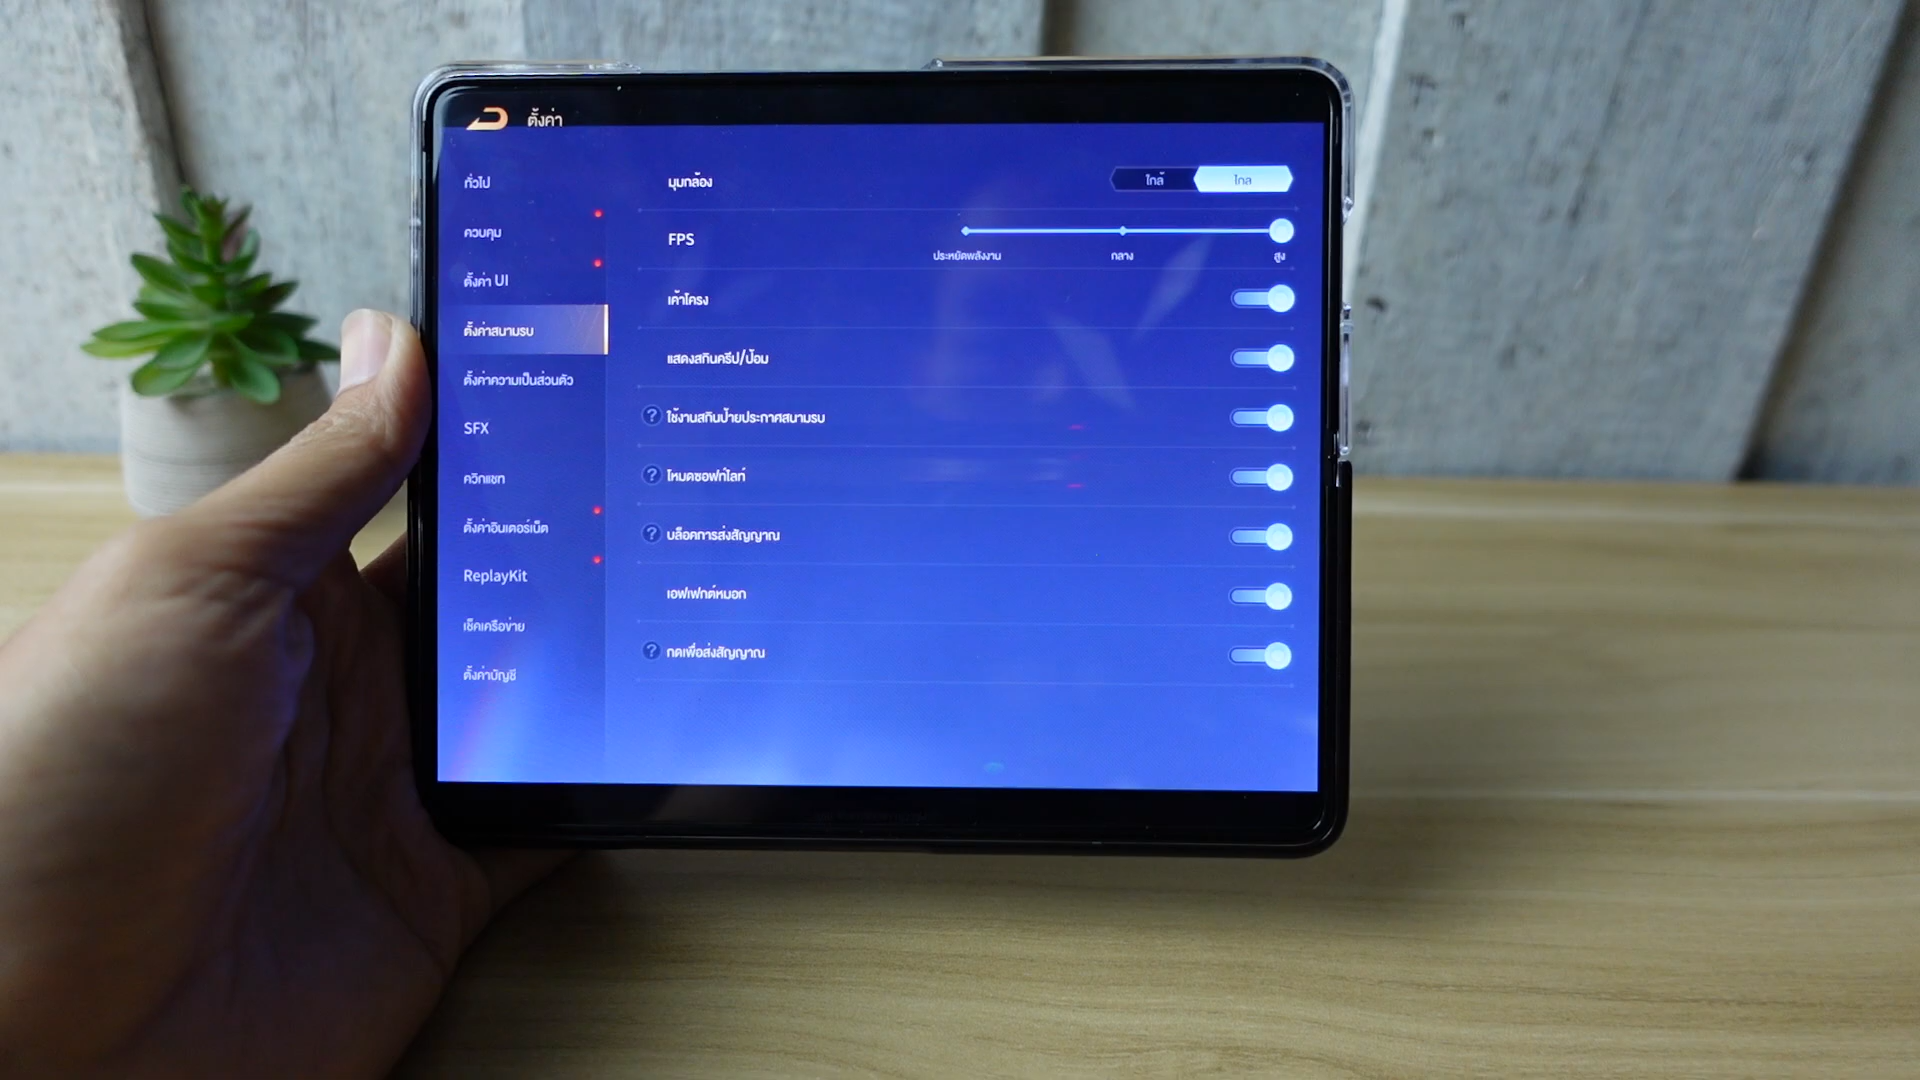 ตั้งค่า
ทั่วไป
ควบคุม
ตั้งค่า UI
ตั้งค่าสนามรบ
ตั้งค่าความเป็นส่วนตัว
SFX
ควิกแชท
ตั้งค่าอินเตอร์เน็ต
ReplayKit
เช็คเครือข่าย
ตั้งค่าบัญชี
มุมกล้อง
ใกล้ ไกล
FPS
ประหยัดพลังงาน กลาง สูง
เค้าโครง
แสดงสกินครีป/ป้อม
? ใช้งานสกินป้ายประกาศสนามรบ
? โหมดซอฟท์ไลท์
? บล็อคการส่งสัญญาณ
เอฟเฟกต์หมอก
? กดเพื่อส่งสัญญาณ